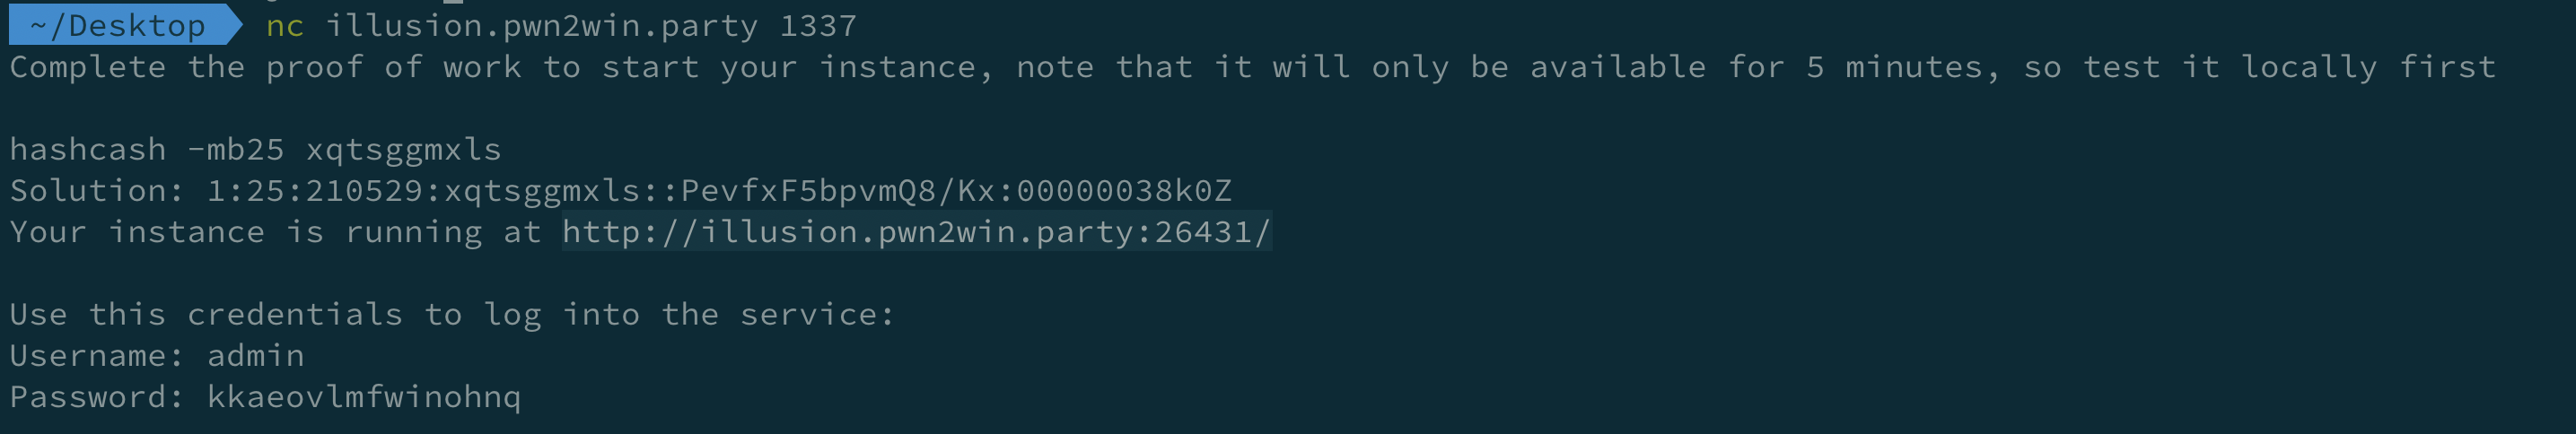 ~/Desktop nc illusion.pwn2win.party 1337
Complete the proof of work to start your instance, note that it will only be available for 5 minutes, so test it locally first
hashcash -mb25 xqtsggmxls
Solution: 1:25:210529:xqtsggmxls::PevfxF5bpvmQ8/Kx:00000038k0Z
Your instance is running at http://illusion.pwn2win.party:26431/
Use this credentials to log into the service:
Username: admin
Password: kkaeovlmfwinohnq